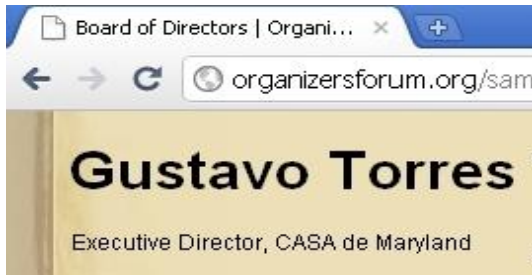 Board of Directors | Organi...
organizersforum.org/sam
Gustavo Torres
Executive Director, CASA de Maryland